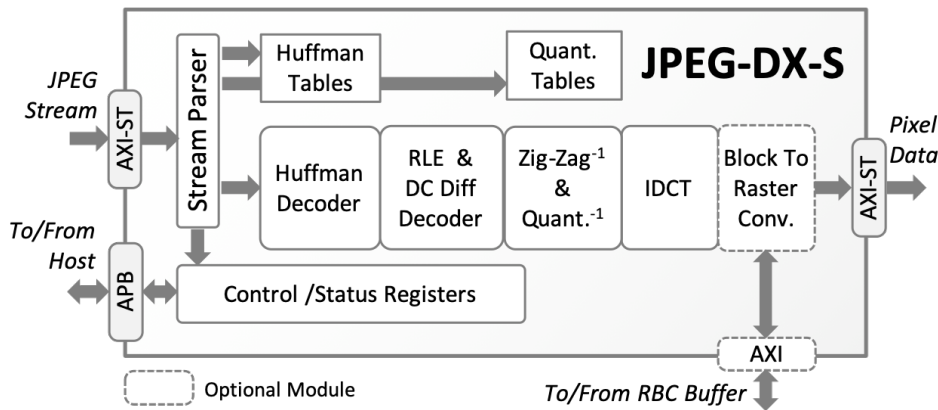 JPEG-DX-S
JPEG
Stream
AXI-ST
Stream Parser
Huffman
Tables
Quant.
Tables
Huffman
Decoder
RLE &
DC Diff
Decoder
Zig-Zag⁻¹
&
Quant.⁻¹
IDCT
Block To
Raster
Conv.
AXI-ST
Pixel
Data
To/From
Host
APB
Control /Status Registers
AXI
Optional Module
To/From RBC Buffer